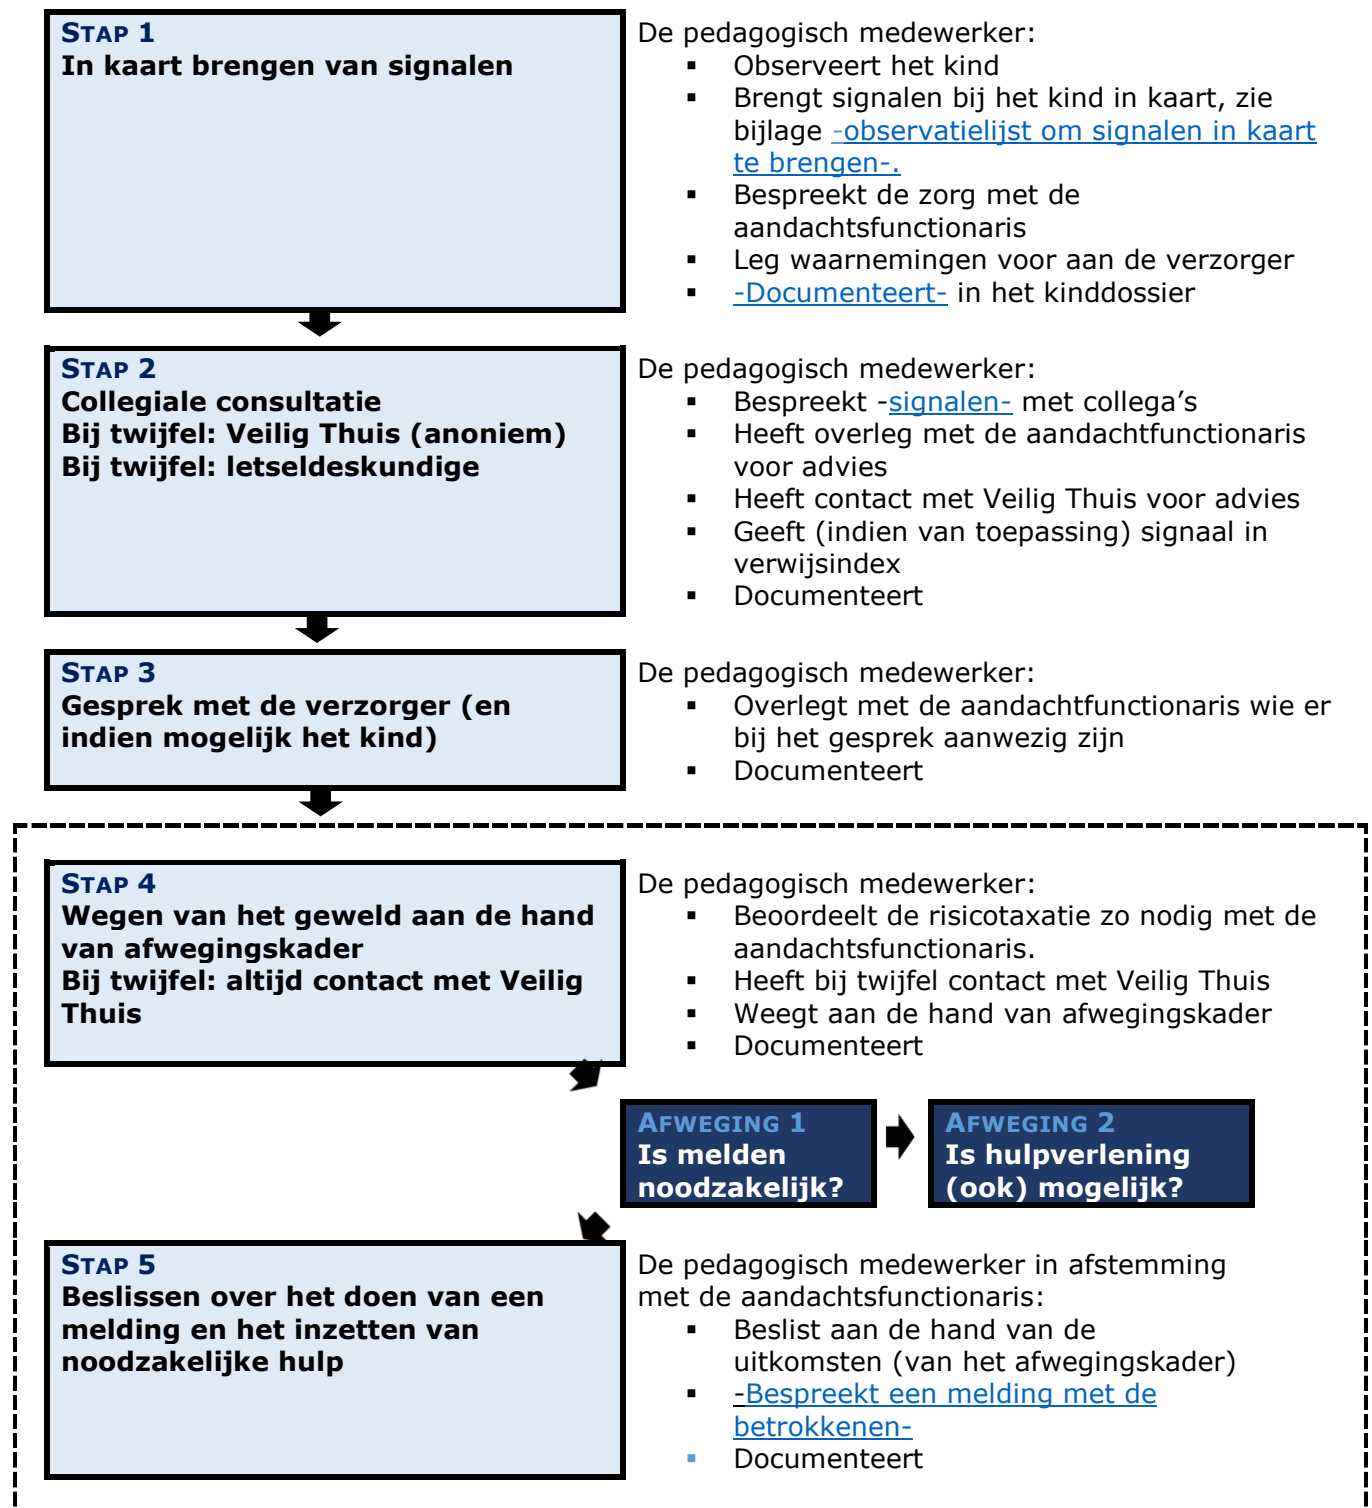 STAP 1
In kaart brengen van signalen
De pedagogisch medewerker:
▪ Observeert het kind
▪ Brengt signalen bij het kind in kaart, zie
bijlage -observatielijst om signalen in kaart
te brengen-.
▪ Bespreekt de zorg met de
aandachtsfunctionaris
▪ Leg waarnemingen voor aan de verzorger
▪ -Documenteert- in het kinddossier
STAP 2
Collegiale consultatie
Bij twijfel: Veilig Thuis (anoniem)
Bij twijfel: letseldeskundige
De pedagogisch medewerker:
▪ Bespreekt -signalen- met collega’s
▪ Heeft overleg met de aandachtfunctionaris
voor advies
▪ Heeft contact met Veilig Thuis voor advies
▪ Geeft (indien van toepassing) signaal in
verwijsindex
▪ Documenteert
STAP 3
Gesprek met de verzorger (en
indien mogelijk het kind)
De pedagogisch medewerker:
▪ Overlegt met de aandachtfunctionaris wie er
bij het gesprek aanwezig zijn
▪ Documenteert
STAP 4
Wegen van het geweld aan de hand
van afwegingskader
Bij twijfel: altijd contact met Veilig
Thuis
De pedagogisch medewerker:
▪ Beoordeelt de risicotaxatie zo nodig met de
aandachtsfunctionaris.
▪ Heeft bij twijfel contact met Veilig Thuis
▪ Weegt aan de hand van afwegingskader
▪ Documenteert
AFWEGING 1
Is melden
noodzakelijk?
AFWEGING 2
Is hulpverlening
(ook) mogelijk?
STAP 5
Beslissen over het doen van een
melding en het inzetten van
noodzakelijke hulp
De pedagogisch medewerker in afstemming
met de aandachtsfunctionaris:
▪ Beslist aan de hand van de
uitkomsten (van het afwegingskader)
▪ -Bespreekt een melding met de
betrokkenen-
▪ Documenteert